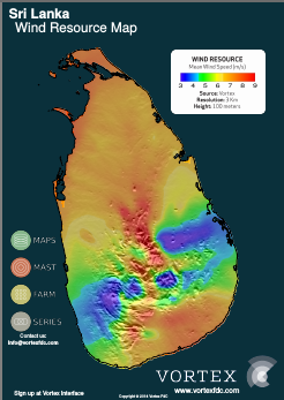 Sri Lanka
Wind Resource Map
WIND RESOURCE
Mean Wind Speed (m/s)
3 4 5 6 7 8 9
Source: Vortex
Resolution: 3 Km
Height: 100 meters
MAPS
MAST
FARM
SERIES
Contact us:
info@vortexfdc.com
VORTEX
www.vortexfdc.com
Sign up at Vortex Interface